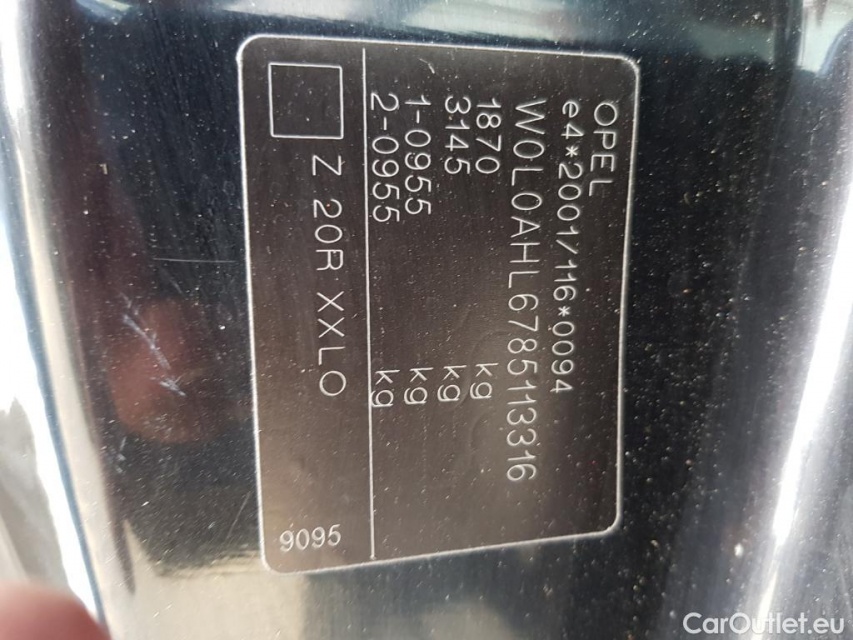 OPEL
e4*2001/116*0094
W0L0AHL6785113316
1870 kg
3145 kg
1-0955 kg
2-0955 kg
Z 20R XXLO
9095
CarOutlet.eu